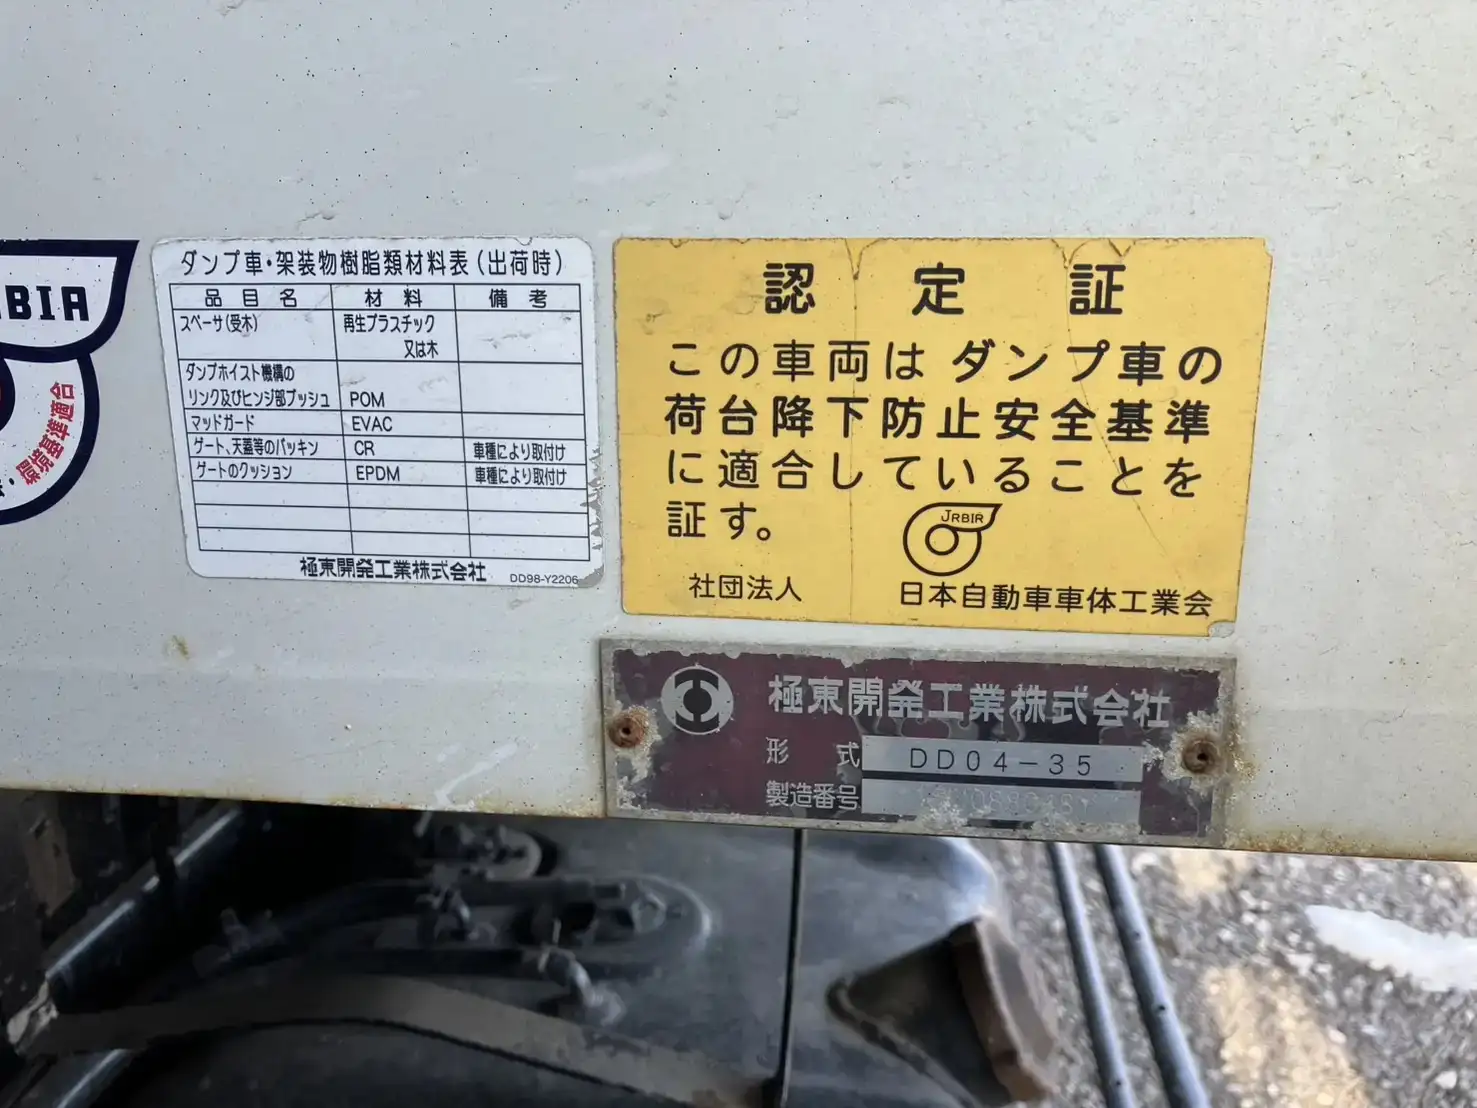 BIA
環境基準適合
ダンプ車・架装物樹脂類材料表(出荷時)
品目名 材料 備考
スペーサ(受木) 再生プラスチック
又は木
ダンプホイスト機構の
リンク及びヒンジ部ブッシュ POM
マッドガード EVAC
ゲート、天蓋等のパッキン CR 車種により取付け
ゲートのクッション EPDM 車種により取付け
極東開発工業株式会社 DD98-Y2206
認定証
この車両はダンプ車の
荷台降下防止安全基準
に適合していることを
証す。
JABIA
社団法人 日本自動車車体工業会
極東開発工業株式会社
形式 DD04-35
製造番号